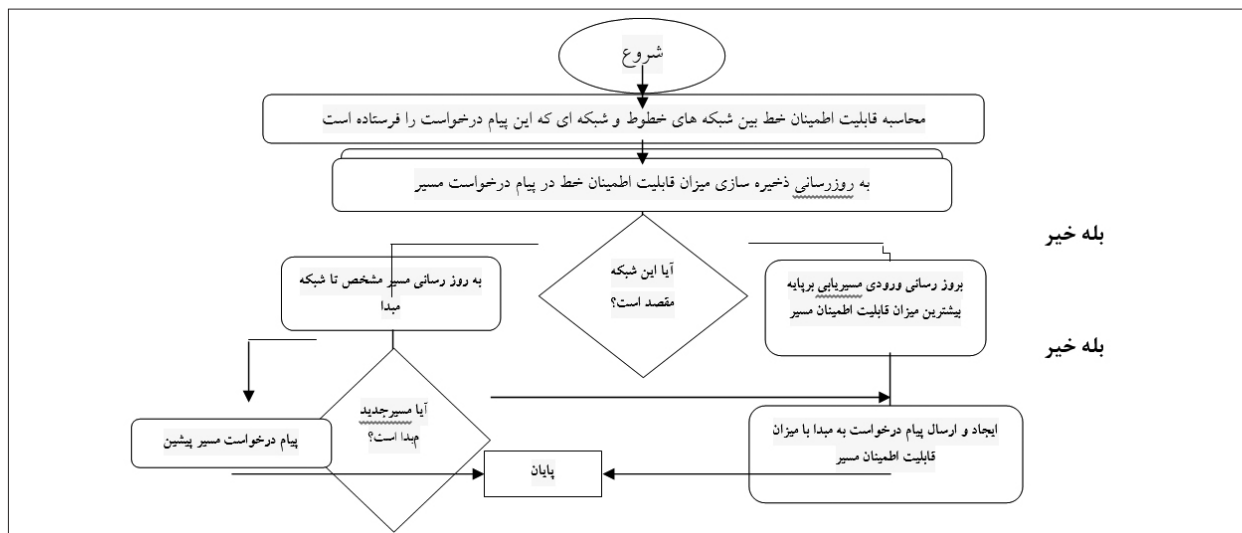 شروع
محاسبه قابلیت اطمینان خط بین شبکه های خطوط و شبکه ای که این پیام درخواست را فرستاده است
به روزرسانی ذخیره سازی میزان قابلیت اطمینان خط در پیام درخواست مسیر
بله خیر
آیا این شبکه
مقصد است؟
بروز رسانی ورودی مسیریابی برپایه
بیشترین میزان قابلیت اطمینان مسیر
به روز رسانی مسیر مشخص تا شبکه
مبدا
بله خیر
آیا مسیرجدید
مبدا است؟
پیام درخواست مسیر پیشین
ایجاد و ارسال پیام درخواست به مبدا با میزان
قابلیت اطمینان مسیر
پایان